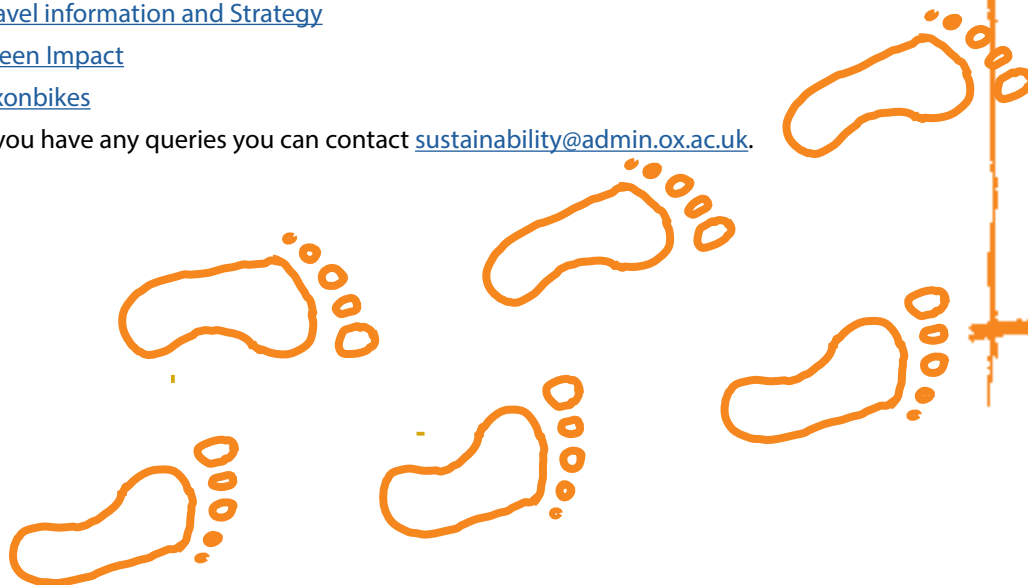 avel information and Strategy
een Impact
xonbikes
you have any queries you can contact sustainability@admin.ox.ac.uk.